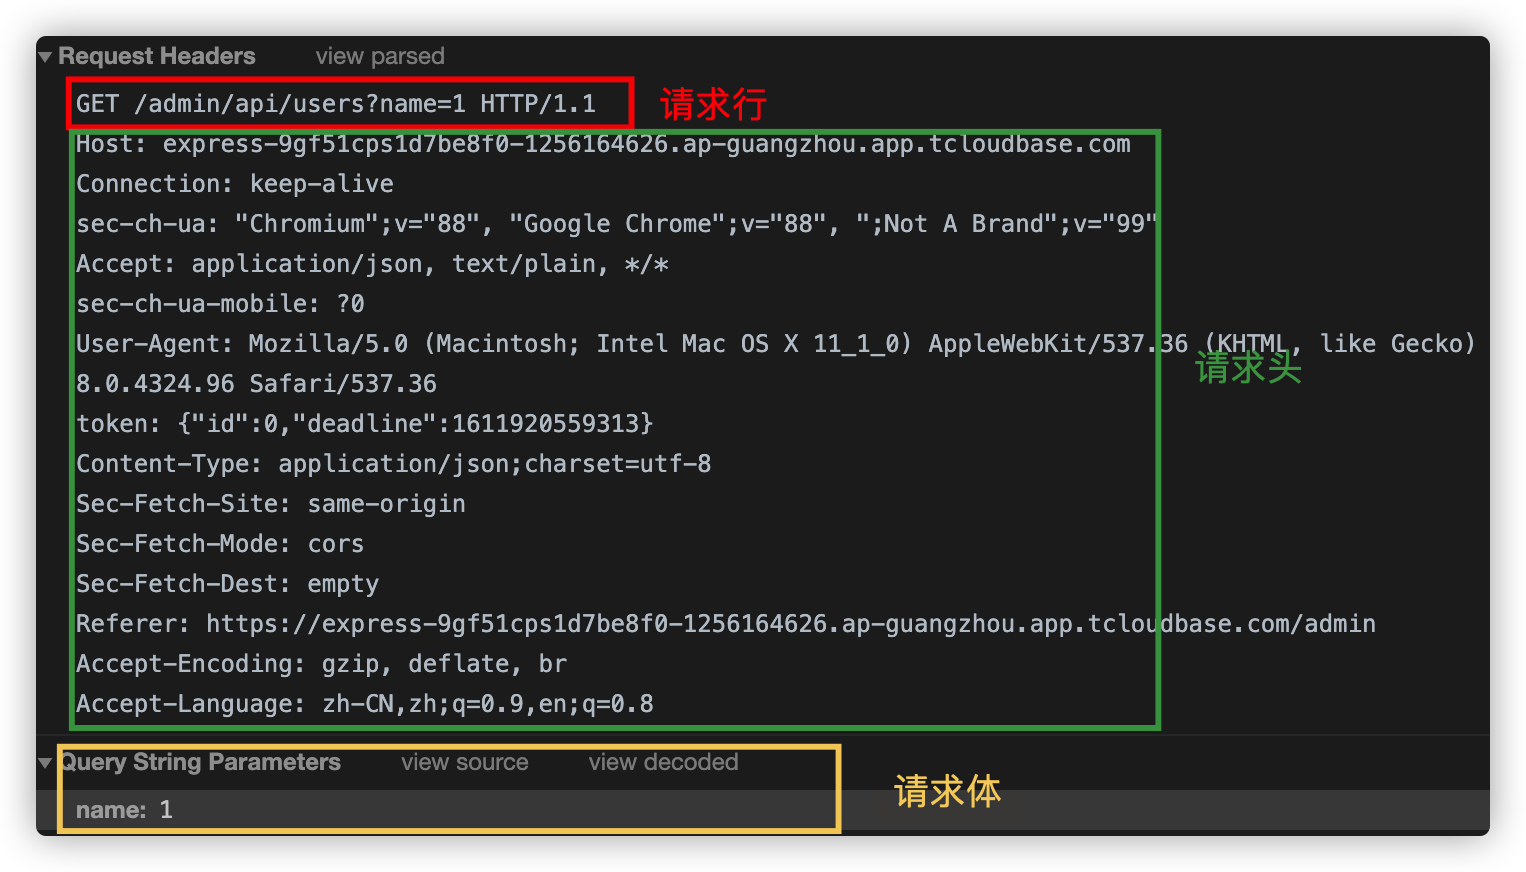 Request Headers view parsed
GET /admin/api/users?name=1 HTTP/1.1 请求行
Host: express-9gf51cps1d7be8f0-1256164626.ap-guangzhou.app.tcloudbase.com
Connection: keep-alive
sec-ch-ua: "Chromium";v="88", "Google Chrome";v="88", ";Not A Brand";v="99"
Accept: application/json, text/plain, */*
sec-ch-ua-mobile: ?0
User-Agent: Mozilla/5.0 (Macintosh; Intel Mac OS X 11_1_0) AppleWebKit/537.36 (KHTML, like Gecko)
请求头
8.0.4324.96 Safari/537.36
token: {"id":0,"deadline":1611920559313}
Content-Type: application/json;charset=utf-8
Sec-Fetch-Site: same-origin
Sec-Fetch-Mode: cors
Sec-Fetch-Dest: empty
Referer: https://express-9gf51cps1d7be8f0-1256164626.ap-guangzhou.app.tcloudbase.com/admin
Accept-Encoding: gzip, deflate, br
Accept-Language: zh-CN,zh;q=0.9,en;q=0.8
Query String Parameters view source view decoded
请求体
name: 1